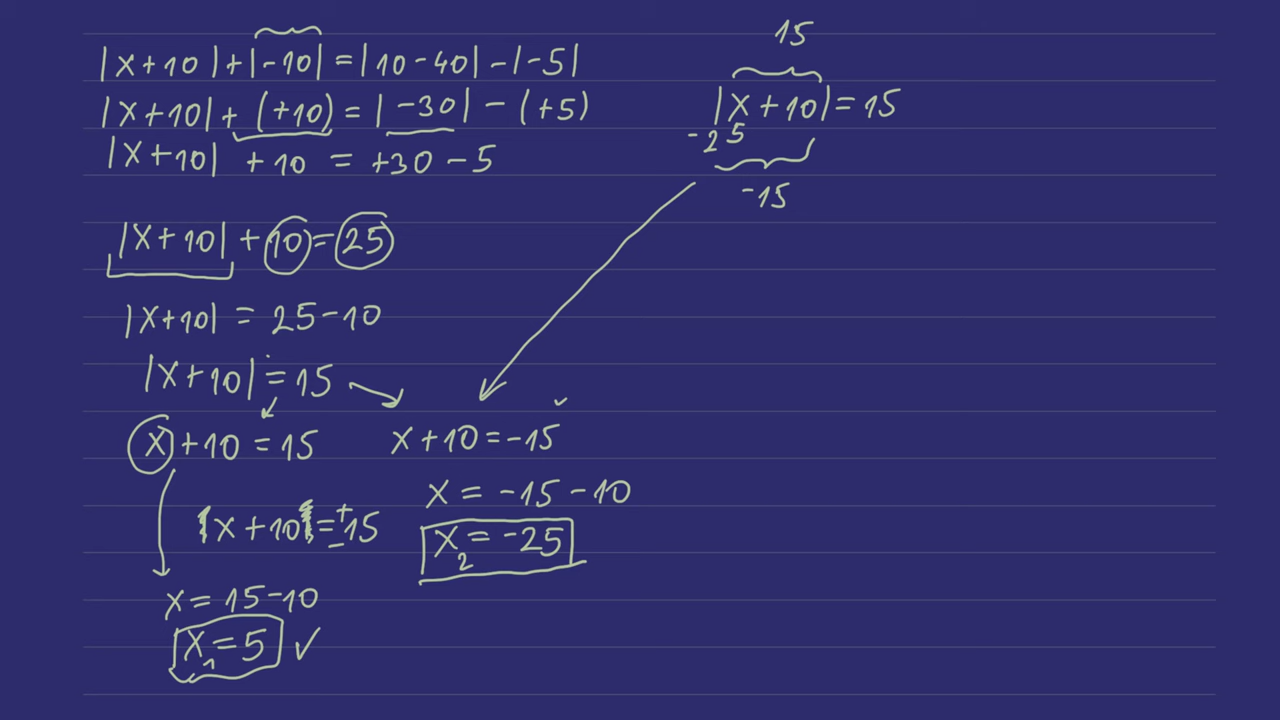 |x+10|+|-10|=|10-40|-|-5|
|x+10|+(+10)=|-30|-(+5)
|x+10| +10 = +30-5
|x+10|+10=25
|x+10| = 25-10
|x+10|=15
x+10=15
|x+10|=±15
x=15-10
x₁=5 ✓
x+10=-15
x = -15-10
x₂=-25
15
|x+10|=15
-25
-15